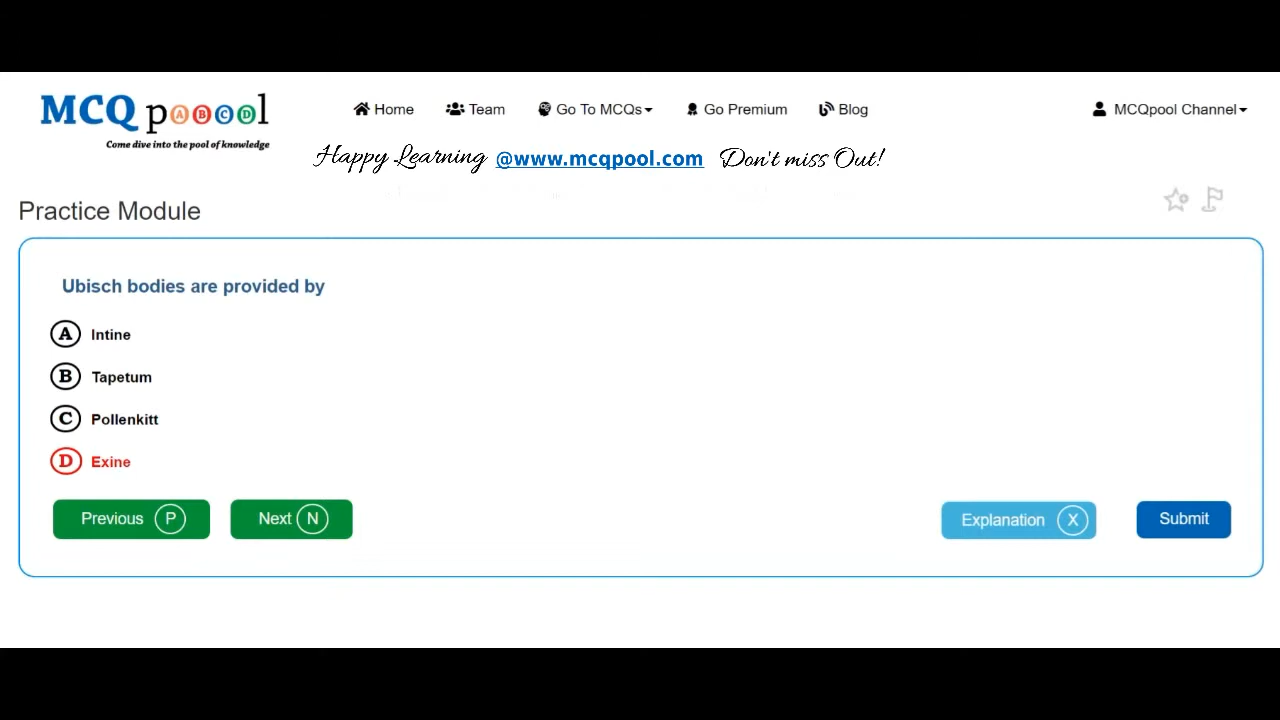 MCQ pooool
Come dive into the pool of knowledge
Home Team Go To MCQs Go Premium Blog MCQpool Channel
Happy Learning @www.mcqpool.com Don't miss Out!
Practice Module
Ubisch bodies are provided by
A Intine
B Tapetum
C Pollenkitt
D Exine
Previous P Next N Explanation X Submit